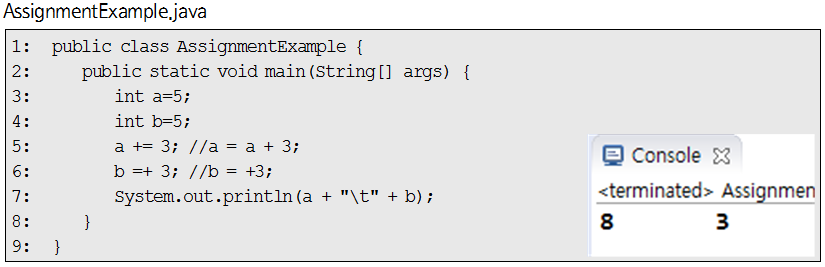 AssignmentExample.java
1: public class AssignmentExample {
2: public static void main(String[] args) {
3: int a=5;
4: int b=5;
5: a += 3; //a = a + 3;
6: b =+ 3; //b = +3;
7: System.out.println(a + "\t" + b);
8: }
9: }
Console
<terminated> Assignmen
8 3